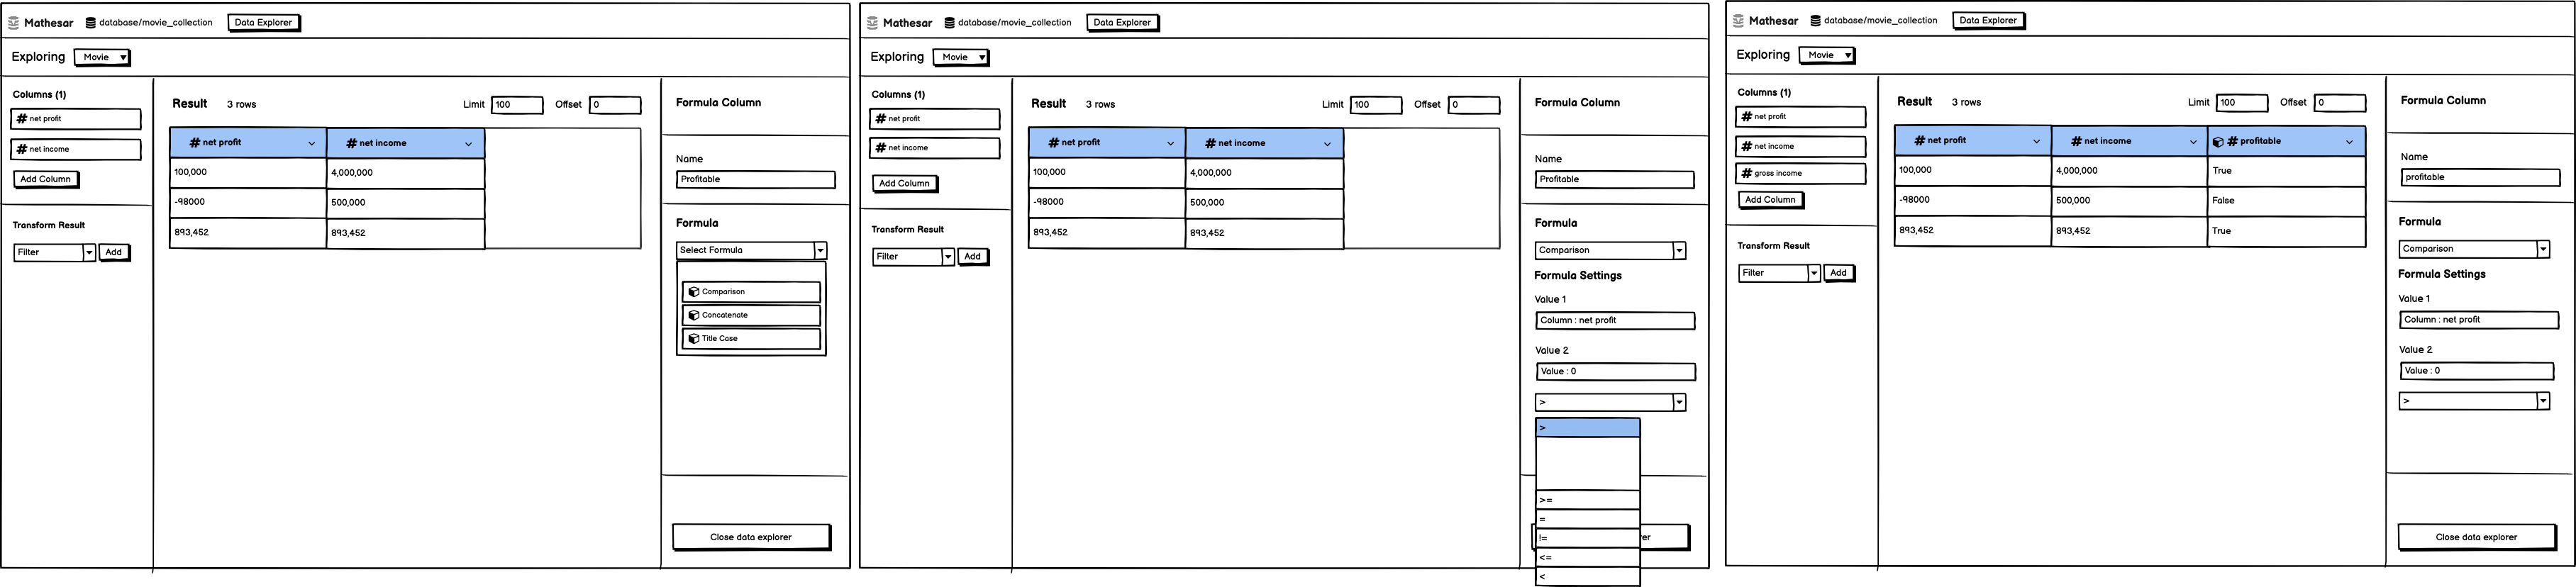 Mathesar database/movie_collection Data Explorer
Exploring Movie
Columns (1)
net profit
net income
Add Column
Transform Result
Filter Add
Result 3 rows Limit 100 Offset 0
# net profit # net income
100,000 4,000,000
-98000 500,000
893,452 893,452
Formula Column
Name
Profitable
Formula
Select Formula
Comparison
Concatenate
Title Case
Close data explorer
Mathesar database/movie_collection Data Explorer
Exploring Movie
Columns (1)
# net profit
# net income
Add Column
Transform Result
Filter Add
Result 3 rows Limit 100 Offset 0
# net profit # net income
100,000 4,000,000
-98000 500,000
893,452 893,452
Formula Column
Name
Profitable
Formula
Comparison
Formula Settings
Value 1
Column : net profit
Value 2
Value : 0
>
>
>=
=
!=
<=
<
er
Mathesar database/movie_collection Data Explorer
Exploring Movie
Columns (1)
# net profit
# net income
# gross income
Add Column
Transform Result
Filter Add
Result 3 rows Limit 100 Offset 0
# net profit # net income # profitable
100,000 4,000,000 True
-98000 500,000 False
893,452 893,452 True
Formula Column
Name
profitable
Formula
Comparison
Formula Settings
Value 1
Column : net profit
Value 2
Value : 0
>
Close data explorer